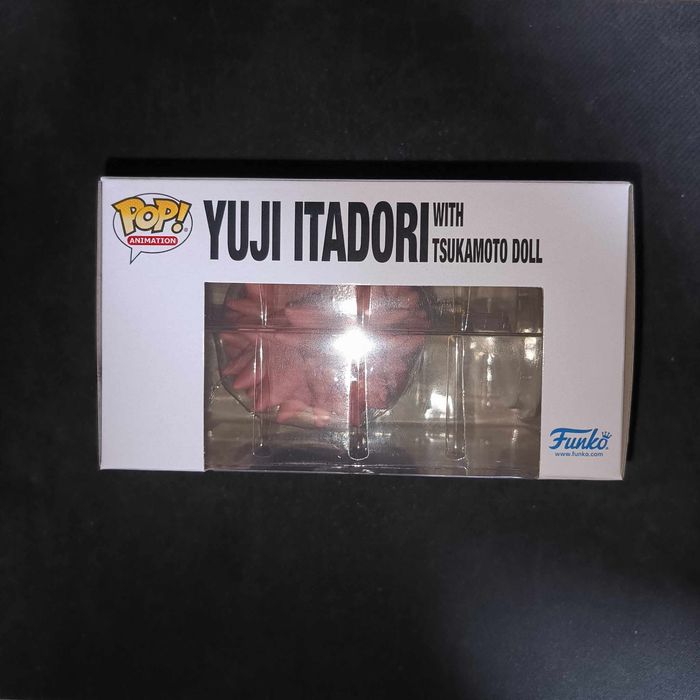 POP!
ANIMATION
YUJI ITADORI WITH
TSUKAMOTO DOLL
Funko
www.funko.com